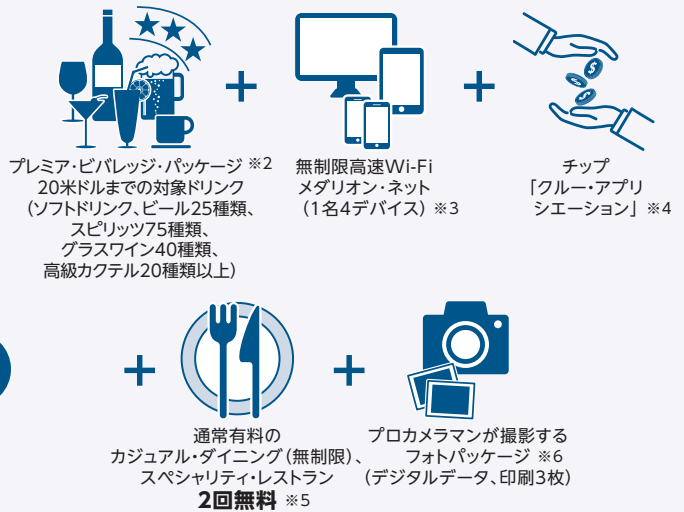 プレミア・ビバレッジ・パッケージ ※2
20米ドルまでの対象ドリンク
(ソフトドリンク、ビール25種類、
スピリッツ75種類、
グラスワイン40種類、
高級カクテル20種類以上)
無制限高速Wi-Fi
メダリオン・ネット
(1名4デバイス) ※3
チップ
「クルー・アプリ
シエーション」 ※4
通常有料の
カジュアル・ダイニング(無制限)、
スペシャリティ・レストラン
2回無料 ※5
プロカメラマンが撮影する
フォトパッケージ ※6
(デジタルデータ、印刷3枚)